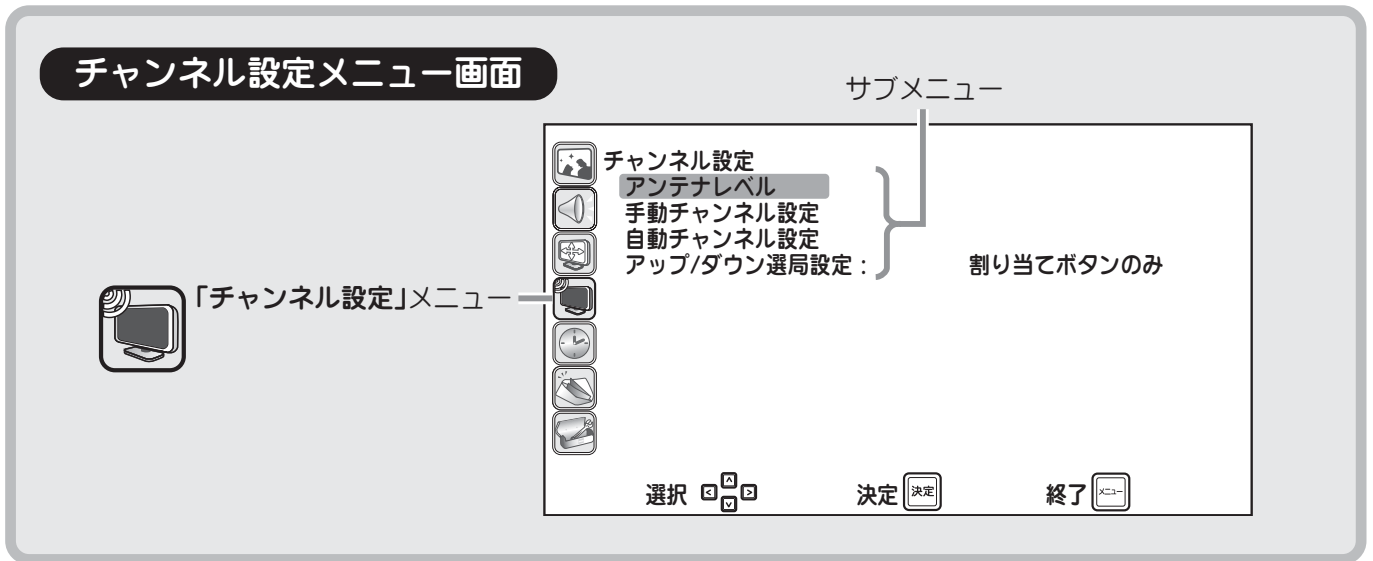 チャンネル設定メニュー画面
サブメニュー
チャンネル設定
アンテナレベル
手動チャンネル設定
自動チャンネル設定
アップ/ダウン選局設定： 割り当てボタンのみ
「チャンネル設定」メニュー
選択 決定 決定 終了 メニュー